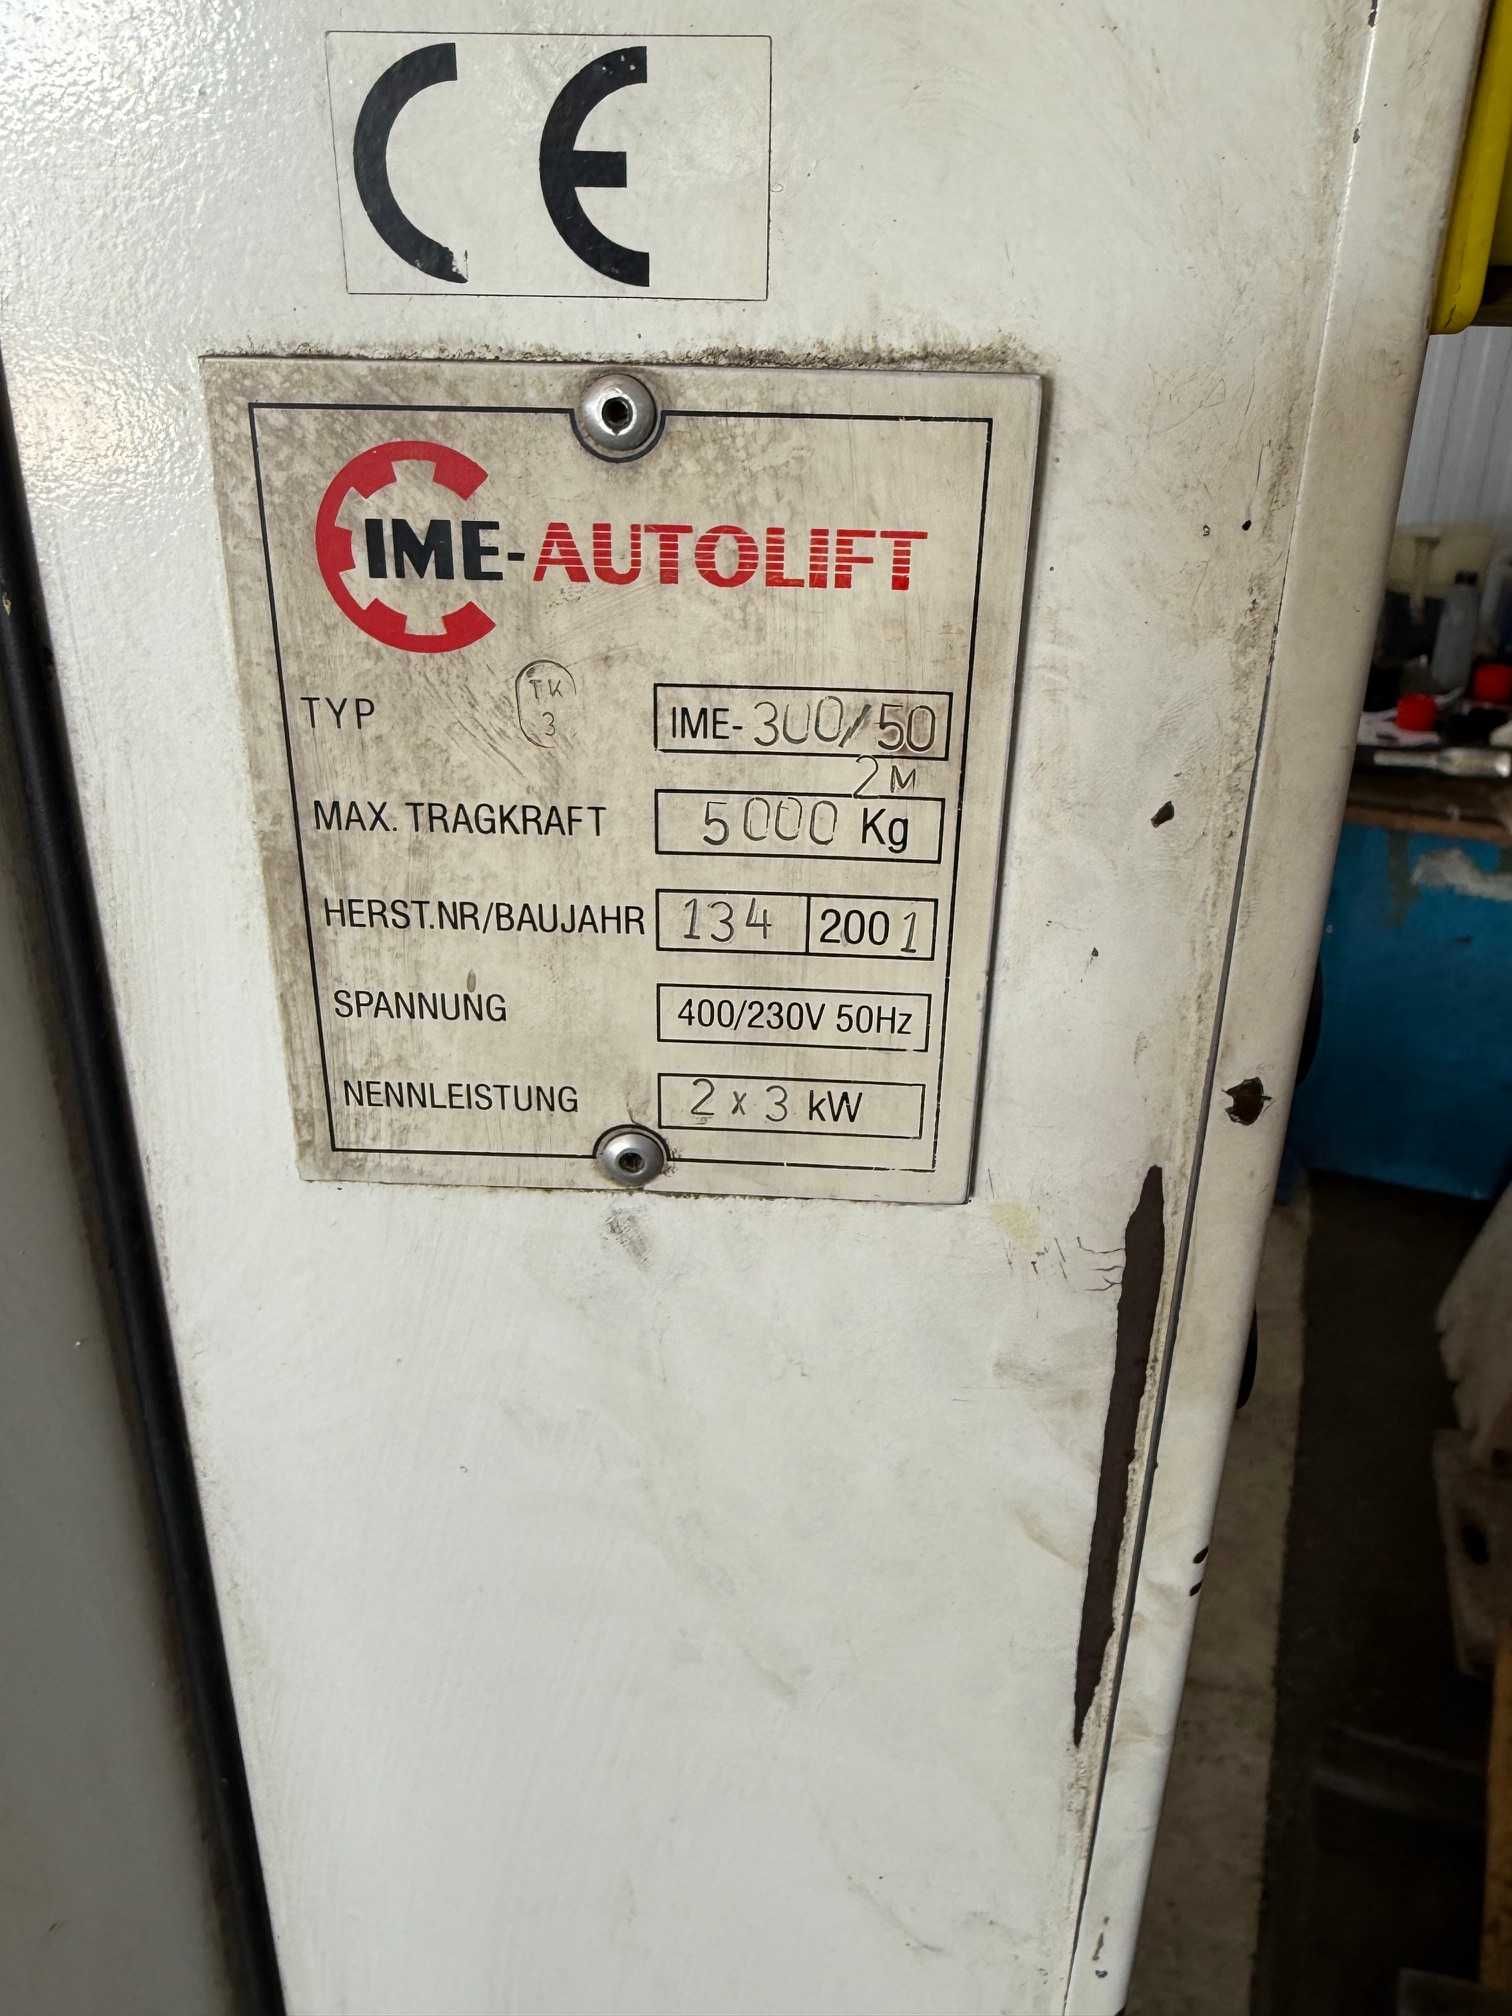 CE
IME-AUTOLIFT
TK
3
TYP IME-300/50
2M
MAX. TRAGKRAFT 5000 Kg
HERST.NR/BAUJAHR 134 2001
SPANNUNG 400/230V 50Hz
NENNLEISTUNG 2 x 3 kW